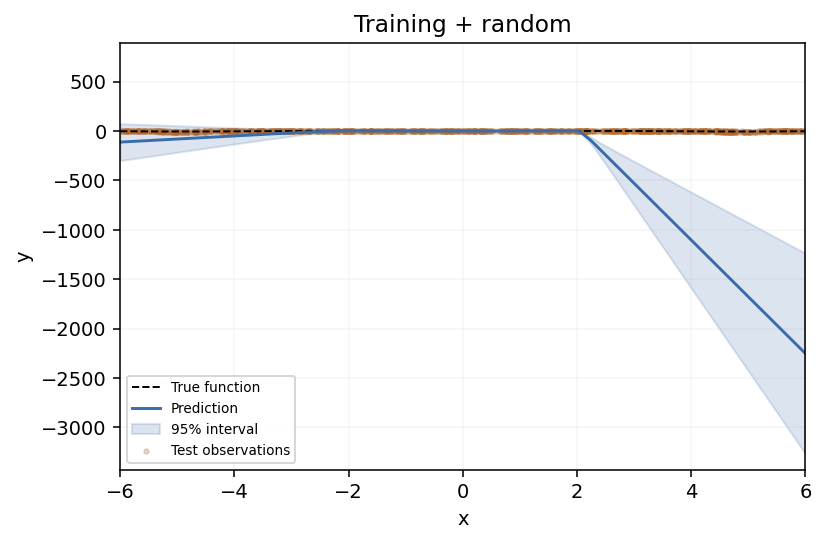 Training + random
500
0
−500
−1000
−1500
−2000
−2500
−3000
y
True function
Prediction
95% interval
Test observations
−6
−4
−2
0
2
4
6
x